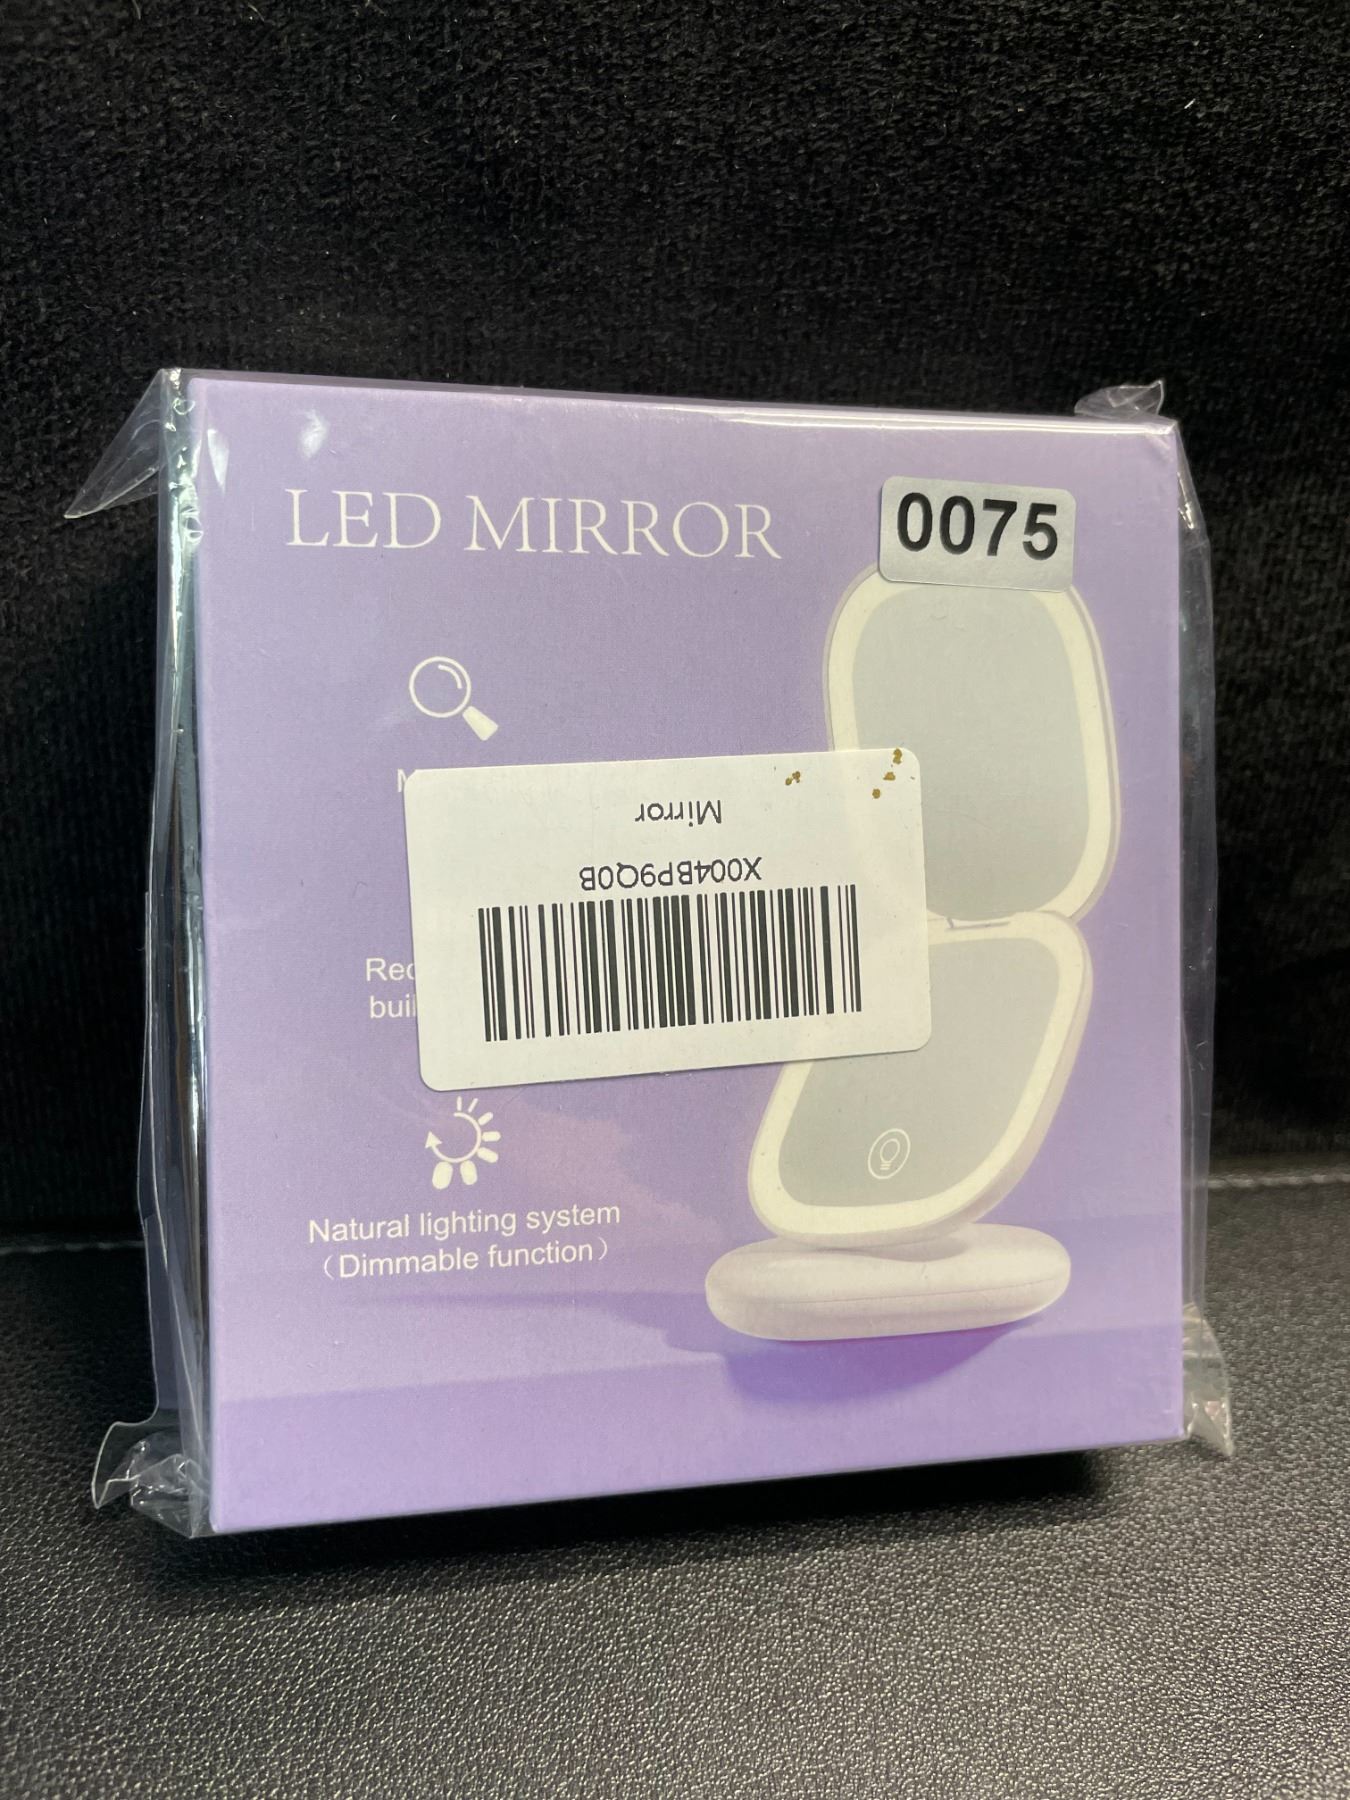 LED MIRROR
0075
Mirror
X004BP9Q0B
Natural lighting system
（Dimmable function）